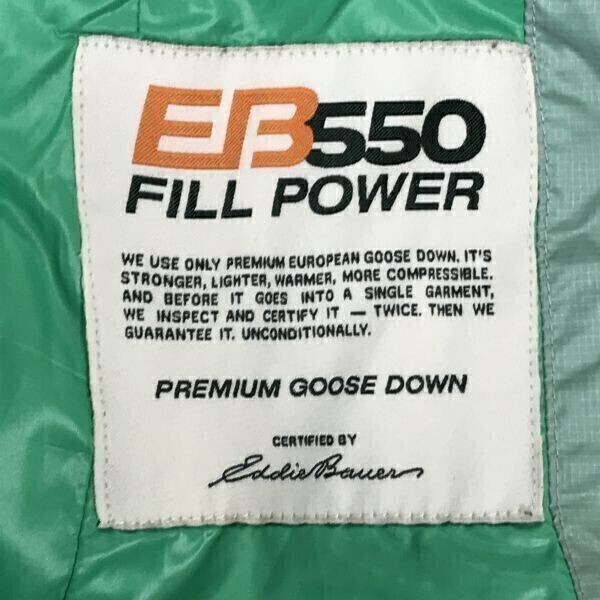 EB550
FILL POWER
WE USE ONLY PREMIUM EUROPEAN GOOSE DOWN. IT'S
STRONGER, LIGHTER, WARMER, MORE COMPRESSIBLE.
AND BEFORE IT GOES INTO A SINGLE GARMENT,
WE INSPECT AND CERTIFY IT — TWICE. THEN WE
GUARANTEE IT. UNCONDITIONALLY.
PREMIUM GOOSE DOWN
CERTIFIED BY
Eddie Bauer